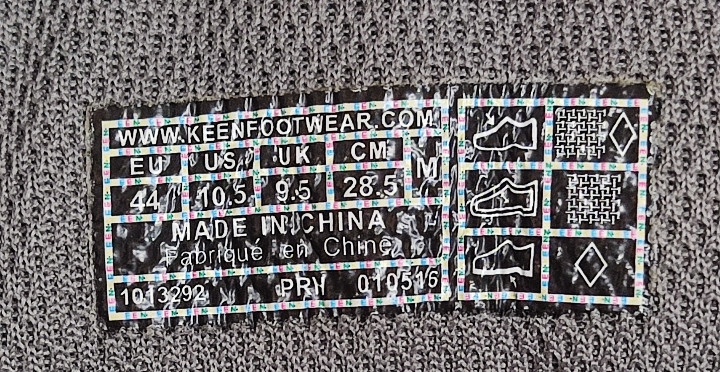 WWW.KEENFOOTWEAR.COM
EU US UK CM M
44 10.5 9.5 28.5
MADE IN CHINA
Fabriqué en Chine
1013292 010516